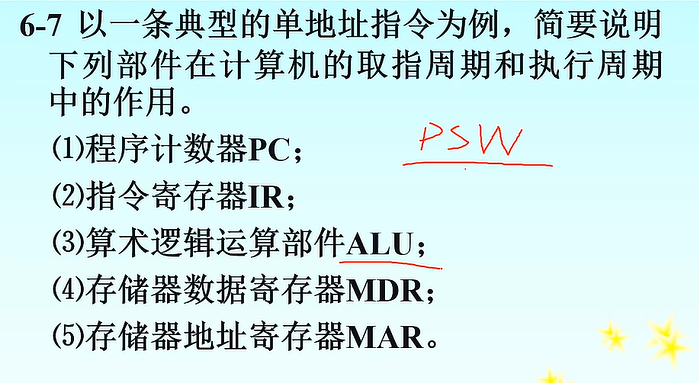 6-7 以一条典型的单地址指令为例，简要说明
下列部件在计算机的取指周期和执行周期
中的作用。
⑴程序计数器PC；
PSW
⑵指令寄存器IR；
⑶算术逻辑运算部件ALU；
⑷存储器数据寄存器MDR；
⑸存储器地址寄存器MAR。